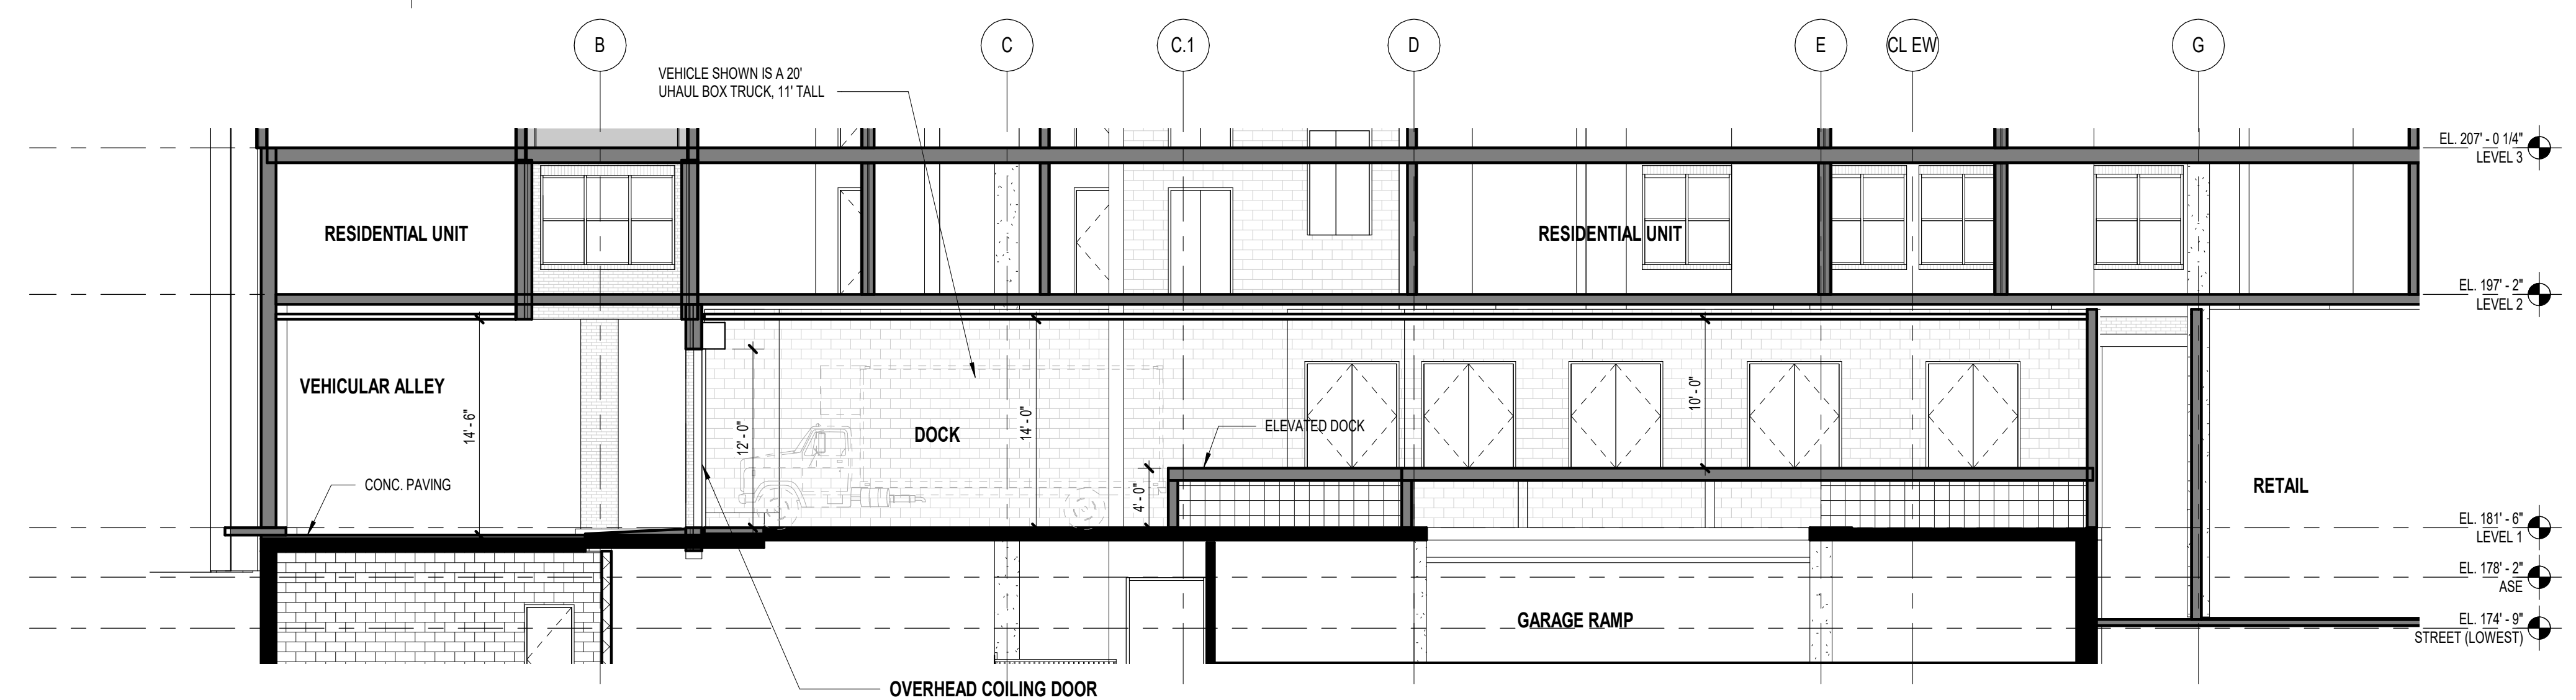 B
C
C.1
D
E
CL EW
G
VEHICLE SHOWN IS A 20'
UHAUL BOX TRUCK, 11' TALL
EL. 207' - 0 1/4"
LEVEL 3
RESIDENTIAL UNIT
RESIDENTIAL UNIT
EL. 197' - 2"
LEVEL 2
VEHICULAR ALLEY
14' - 6"
12' - 0"
DOCK
14' - 0"
ELEVATED DOCK
10' - 0"
CONC. PAVING
4' - 0"
RETAIL
EL. 181' - 6"
LEVEL 1
EL. 178' - 2"
ASE
GARAGE RAMP
EL. 174' - 9"
STREET (LOWEST)
OVERHEAD COILING DOOR